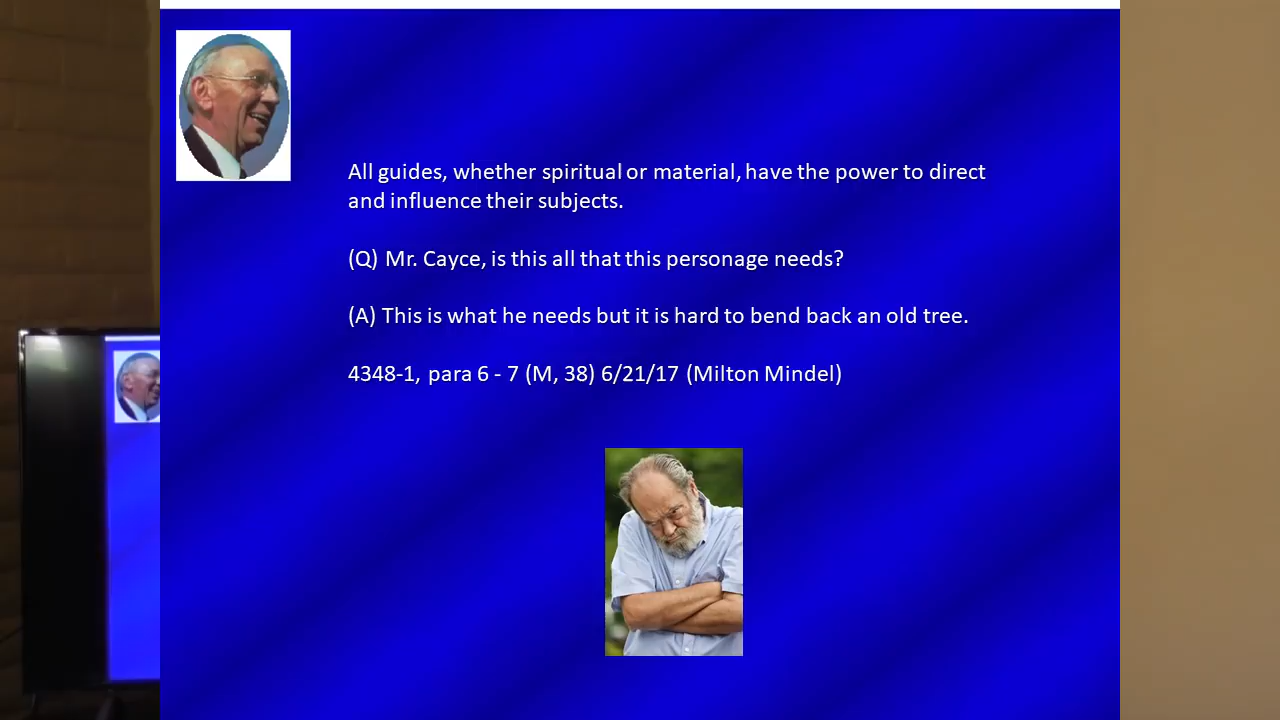 All guides, whether spiritual or material, have the power to direct
and influence their subjects.
(Q) Mr. Cayce, is this all that this personage needs?
(A) This is what he needs but it is hard to bend back an old tree.
4348-1, para 6 - 7 (M, 38) 6/21/17 (Milton Mindel)